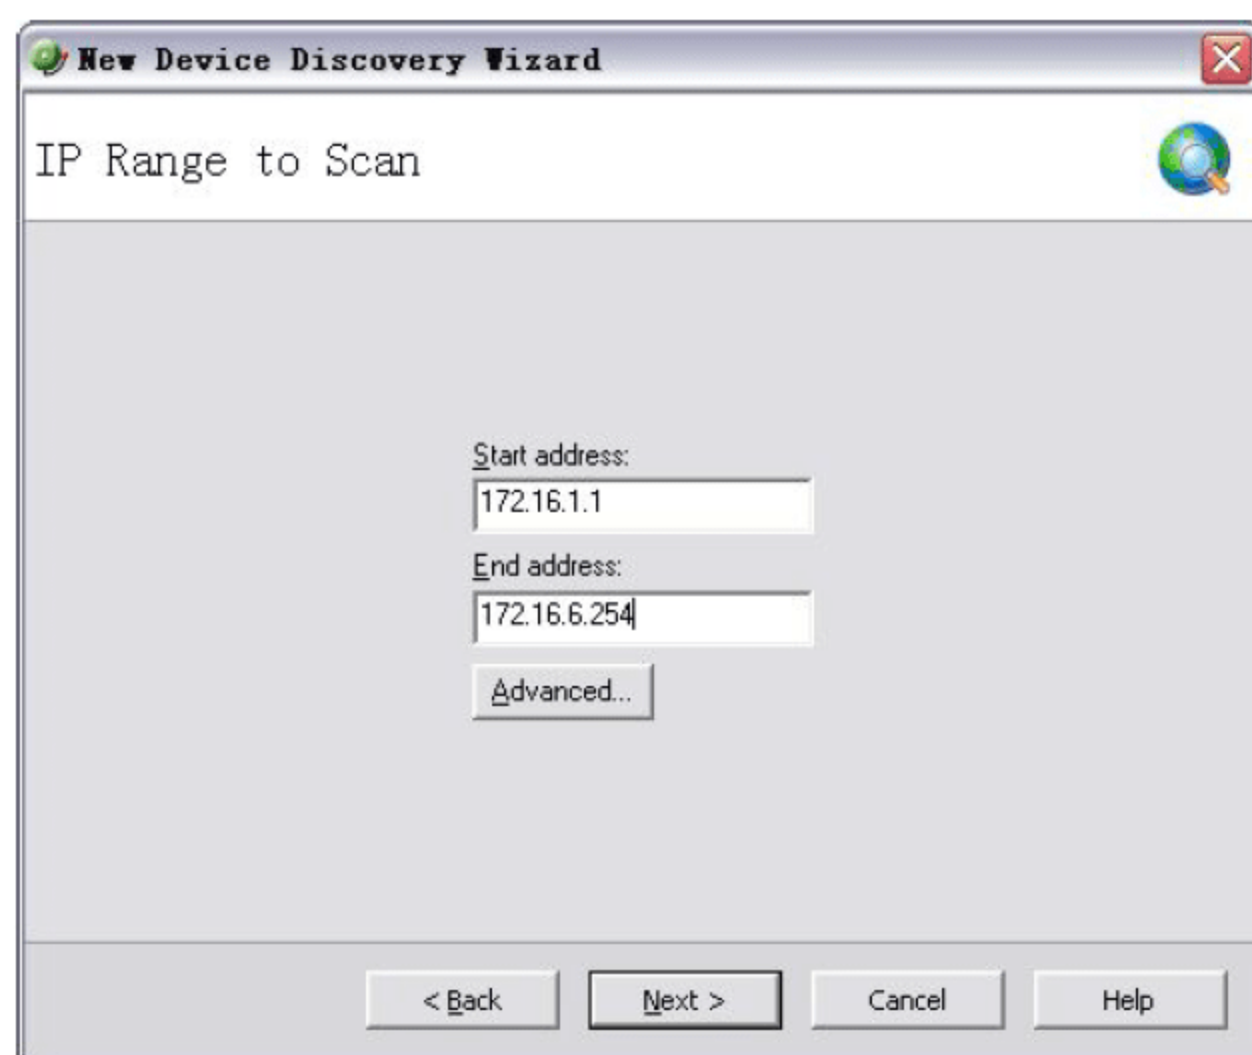 New Device Discovery Wizard
IP Range to Scan
Start address:
172.16.1.1
End address:
172.16.6.254
Advanced...
< Back Next > Cancel Help